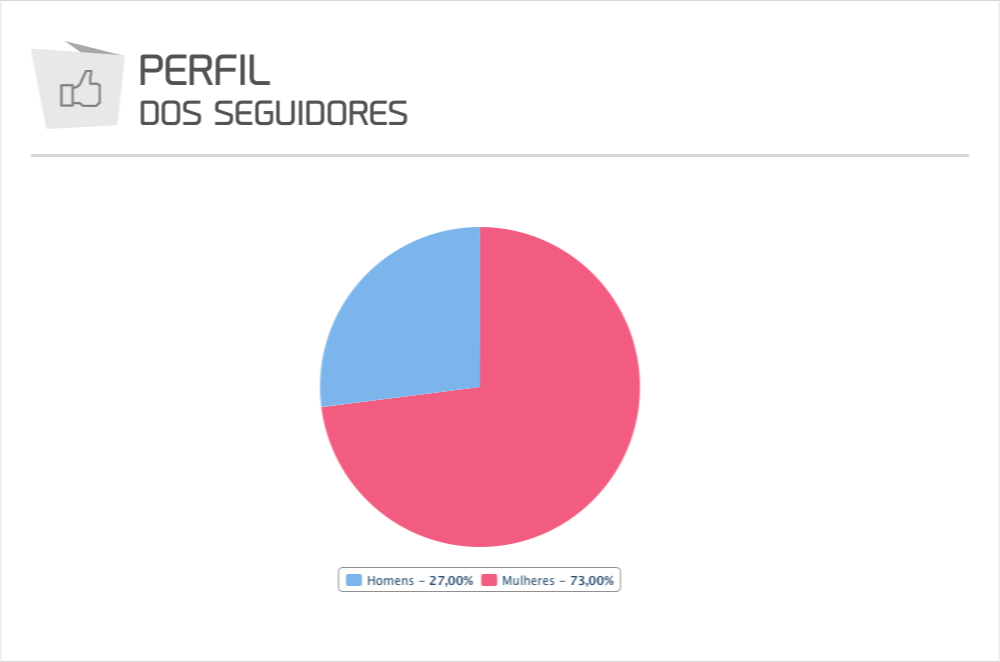 PERFIL
DOS SEGUIDORES
Homens – 27,00% Mulheres – 73,00%